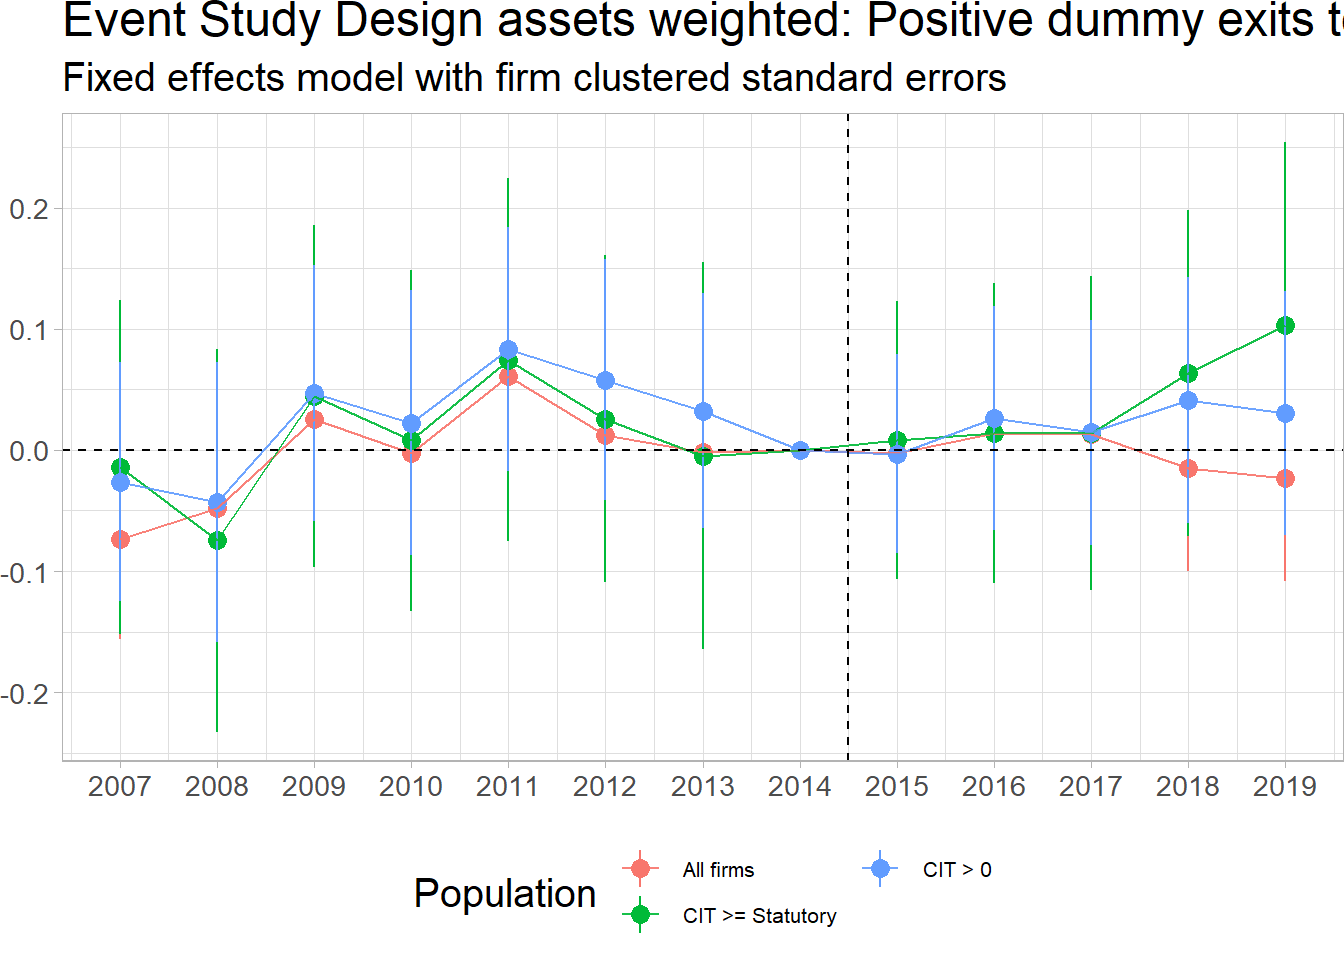 Event Study Design assets weighted: Positive dummy exits
Fixed effects model with firm clustered standard errors
0.2
0.1
0.0
-0.1
-0.2
2007 2008 2009 2010 2011 2012 2013 2014 2015 2016 2017 2018 2019
Population
All firms
CIT > 0
CIT >= Statutory